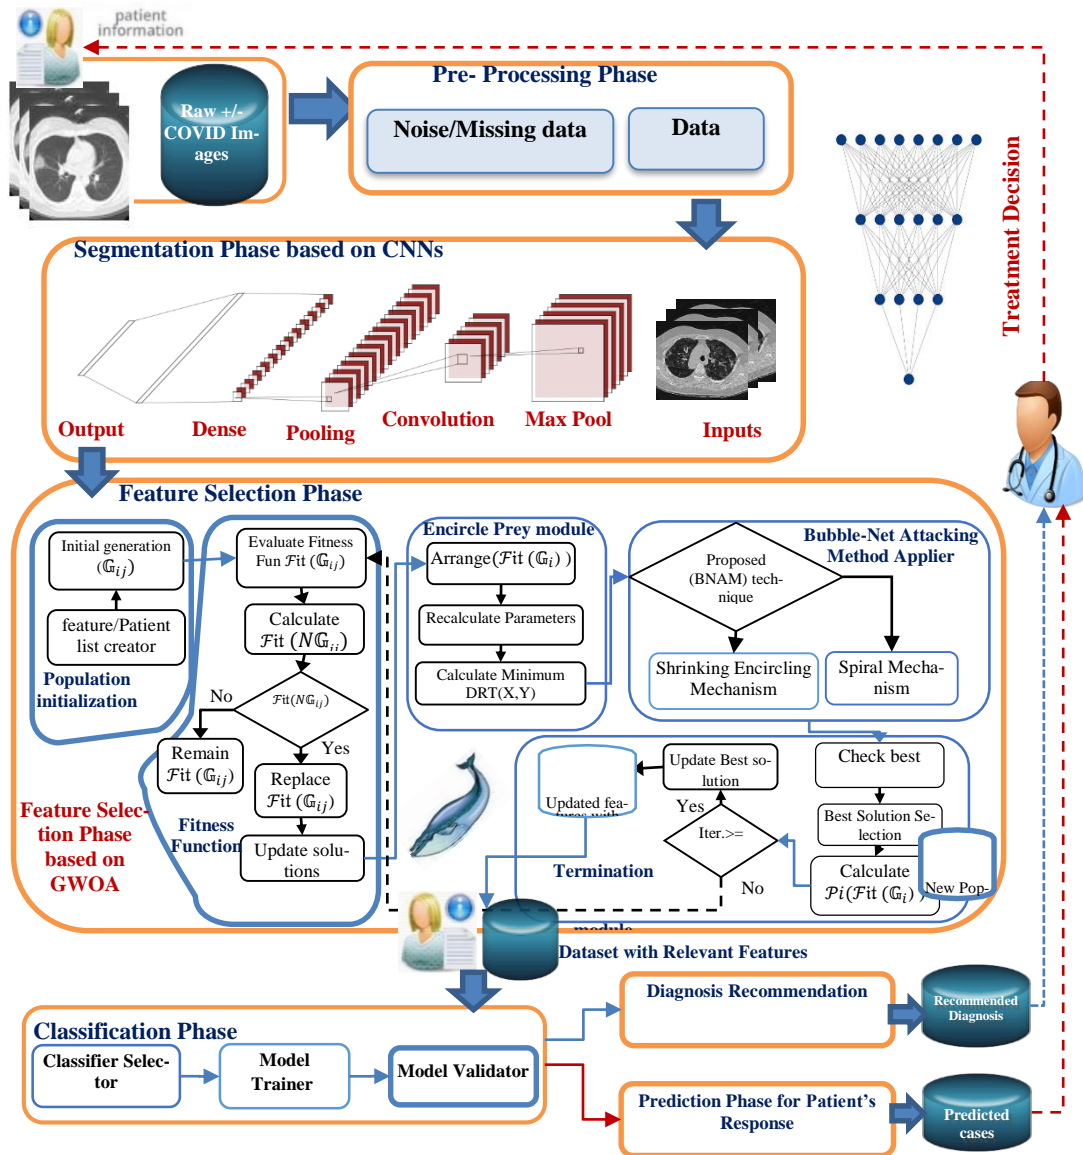 patient
information
Raw +/-
COVID Im-
ages
Pre- Processing Phase
Noise/Missing data
Data
Treatment Decision
Segmentation Phase based on CNNs
Output
Dense
Pooling
Convolution
Max Pool
Inputs
Feature Selection Phase
Initial generation
(𝔾ij)
feature/Patient
list creator
Population
initialization
Evaluate Fitness
Fun ℱit (𝔾ij)
Calculate
ℱit (N𝔾ij)
ℱit(N𝔾ij)
No
Yes
Remain
ℱit (𝔾ij)
Replace
ℱit (𝔾ij)
Fitness
Function
Update solu-
tions
Feature Selec-
tion Phase
based on
GWOA
Encircle Prey module
Arrange(ℱit (𝔾i) )
Recalculate Parameters
Calculate Minimum
DRT(X,Y)
Bubble-Net Attacking
Method Applier
Proposed
(BNAM) tech-
nique
Shrinking Encircling
Mechanism
Spiral Mecha-
nism
Check best
Best Solution Se-
lection
Calculate
𝒫i(ℱit (𝔾i) )
New Pop-
Iter.>=
Yes
No
Update Best so-
lution
Updated fea-
tures with
Termination
module
Dataset with Relevant Features
Classification Phase
Classifier Selec-
tor
Model
Trainer
Model Validator
Diagnosis Recommendation
Recommended
Diagnosis
Prediction Phase for Patient's
Response
Predicted
cases